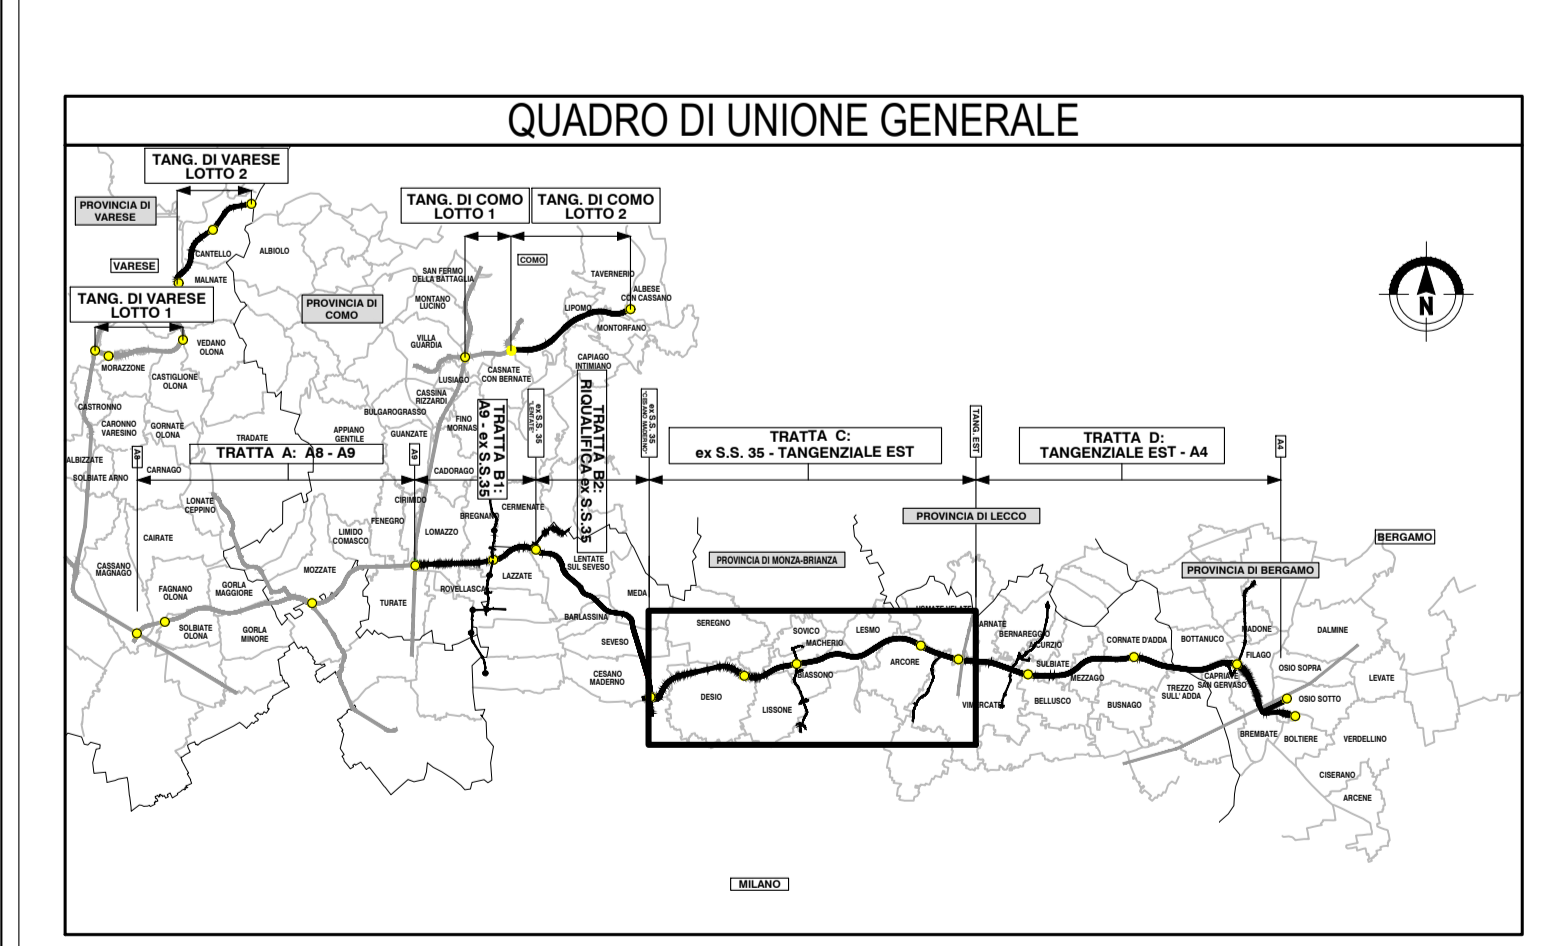 QUADRO DI UNIONE GENERALE
TANG. DI VARESE
LOTTO 2
PROVINCIA DI
VARESE
TANG. DI COMO
LOTTO 1
TANG. DI COMO
LOTTO 2
CANTELLO
ALBIOLO
VARESE
MALNATE
COMO
SAN FERMO
DELLA BATTAGLIA
TAVERNERIO
ALBESE
CON CASSANO
TANG. DI VARESE
LOTTO 1
PROVINCIA DI
COMO
MONTANO
LUCINO
LIPOMO
MONTORFANO
N
VILLA
GUARDIA
VEDANO
OLONA
MORAZZONE
CASTIGLIONE
OLONA
LUSIAGO
CASNATE
CON BERNATE
CAPIAGO
INTIMIANO
CASSINA
RIZZARDI
CASTRONNO
BULGAROGRASSO
FINO
MORNAS
CARONNO
VARESINO
GORNATE
OLONA
TRADATE
APPIANO
GENTILE
GUANZATE
TRATTA B1:
A9 - ex S.S.35
ex S.S. 35
"LENTATE"
TRATTA B2:
RIQUALIFICA ex S.S.35
ex S.S. 35
"CESANO MADERNO"
TRATTA C:
ex S.S. 35 - TANGENZIALE EST
TANG. EST
TRATTA D:
TANGENZIALE EST - A4
A4
ALBIZZATE
A8
TRATTA A: A8 - A9
A9
CARNAGO
SOLBIATE ARNO
CADORAGO
LONATE
CEPPINO
CIRIMIDO
CERMENATE
BREGNANO
FENEGRO
LOMAZZO
PROVINCIA DI LECCO
CAIRATE
LIMIDO
COMASCO
BERGAMO
CASSANO
MAGNAGO
MOZZATE
LENTATE
SUL SEVESO
PROVINCIA DI MONZA-BRIANZA
PROVINCIA DI BERGAMO
LAZZATE
FAGNANO
OLONA
GORLA
MAGGIORE
ROVELLASCA
TURATE
MEDA
SOLBIATE
OLONA
GORLA
MINORE
BARLASSINA
SEVESO
USMATE VELATE
SEREGNO
SOVICO
MACHERIO
LESMO
ARCORE
BIASSONO
CESANO
MADERNO
DESIO
LISSONE
ARNATE
BERNAREGGIO
CURZIO
SULBIATE
CORNATE D'ADDA
MEZZAGO
BELLUSCO
VIMERCATE
BUSNAGO
BOTTANUCO
MADONE
FILAGO
DALMINE
OSIO SOPRA
TREZZO
SULL' ADDA
CAPRIATE
SAN GERVASO
LEVATE
OSIO SOTTO
BREMBATE
BOLTIERE
VERDELLINO
CISERANO
ARCENE
MILANO